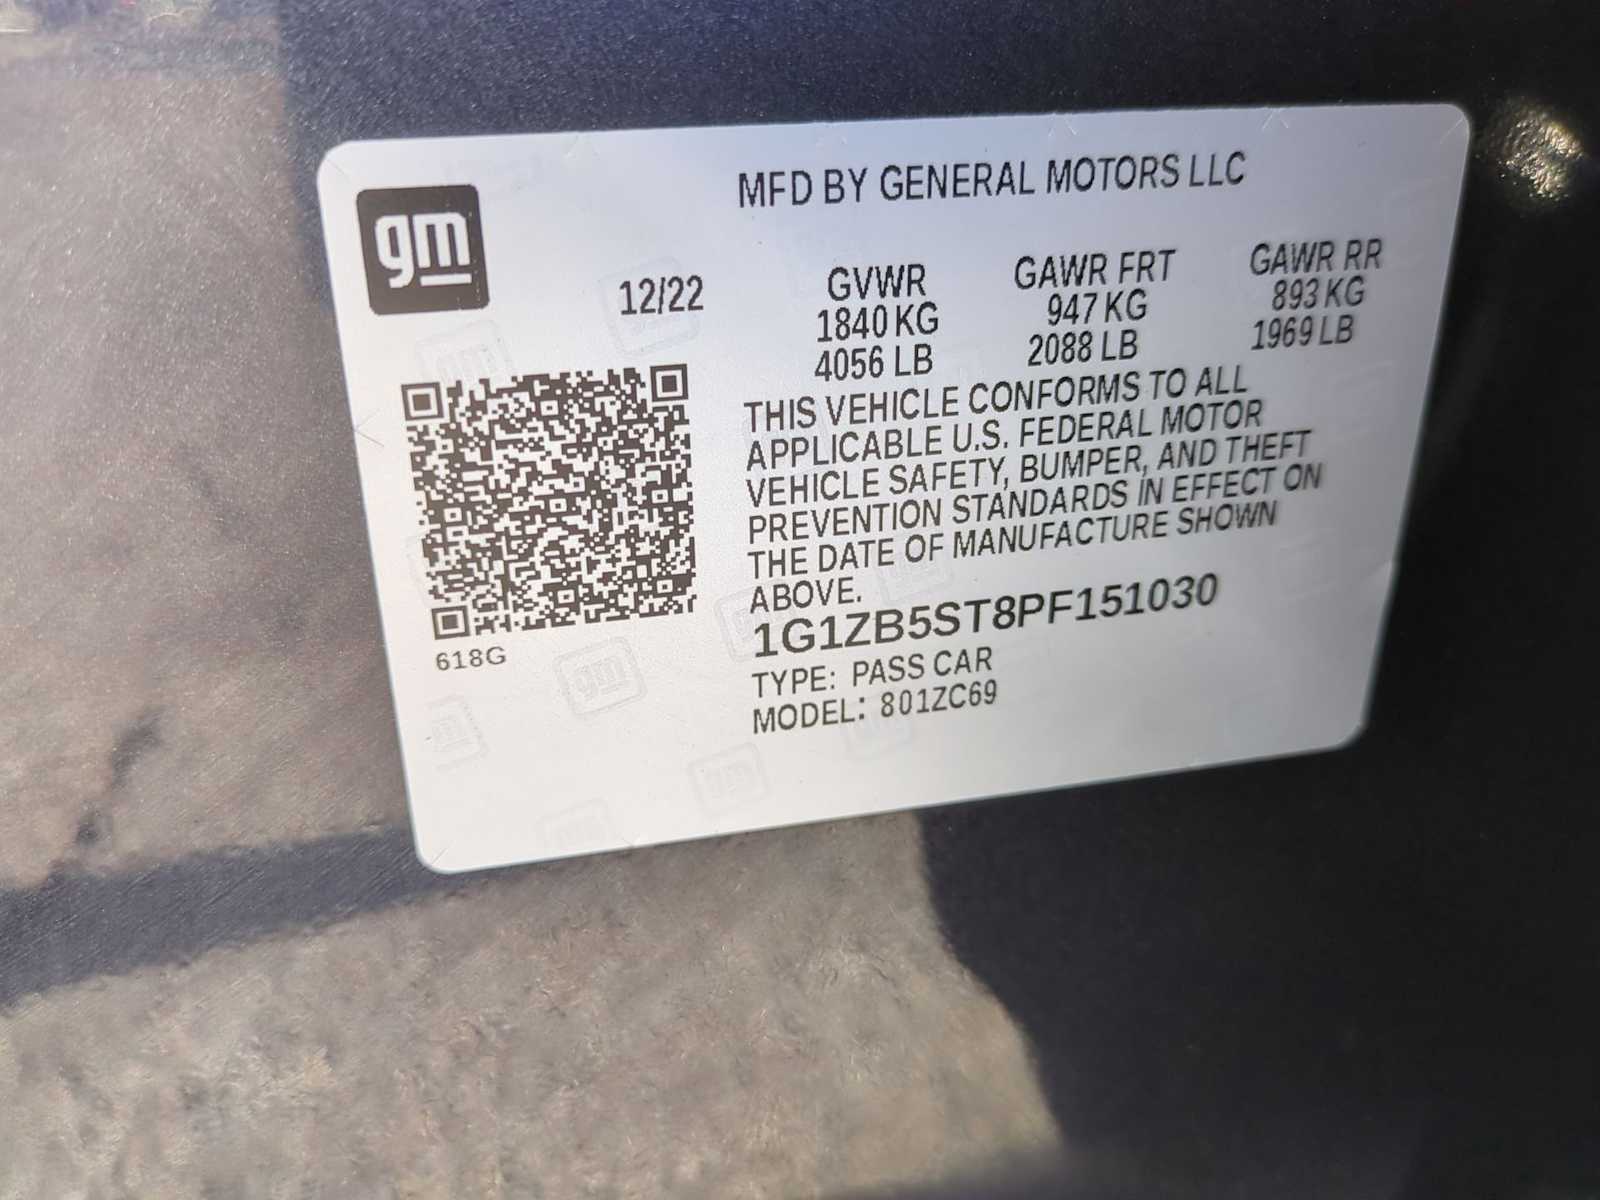 MFD BY GENERAL MOTORS LLC
gm
12/22
GVWR GAWR FRT GAWR RR
1840 KG 947 KG 893 KG
4056 LB 2088 LB 1969 LB
THIS VEHICLE CONFORMS TO ALL
APPLICABLE U.S. FEDERAL MOTOR
VEHICLE SAFETY, BUMPER, AND THEFT
PREVENTION STANDARDS IN EFFECT ON
THE DATE OF MANUFACTURE SHOWN
ABOVE.
1G1ZB5ST8PF151030
618G
TYPE: PASS CAR
MODEL: 801ZC69